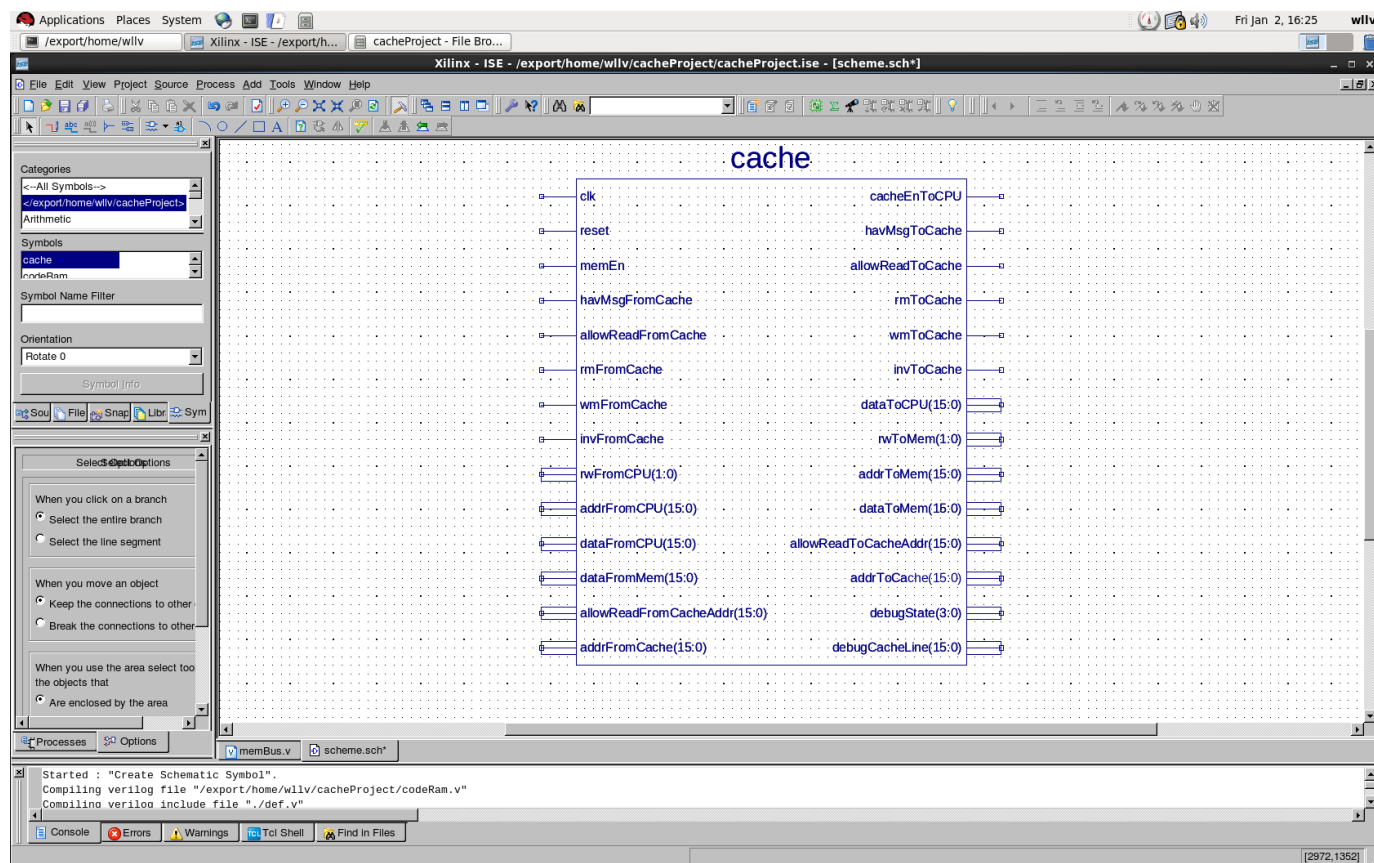 Applications Places System
Fri Jan 2, 16:25 wllv
/export/home/wllv
Xilinx - ISE - /export/h...
cacheProject - File Bro...
Xilinx - ISE - /export/home/wllv/cacheProject/cacheProject.ise - [scheme.sch*]
File Edit View Project Source Process Add Tools Window Help
Categories
<--All Symbols-->
</export/home/wllv/cacheProject>
Arithmetic
Symbols
cache
codeRam
Symbol Name Filter
Orientation
Rotate 0
Symbol Info
Sou File Snap Libr Sym
Options
When you click on a branch
Select the entire branch
Select the line segment
When you move an object
Keep the connections to other
Break the connections to other
When you use the area select too
the objects that
Are enclosed by the area
Processes Options
cache
clk cacheEnToCPU
reset havMsgToCache
memEn allowReadToCache
havMsgFromCache rmToCache
allowReadFromCache wmToCache
rmFromCache invToCache
wmFromCache dataToCPU(15:0)
invFromCache rwToMem(1:0)
rwFromCPU(1:0) addrToMem(15:0)
addrFromCPU(15:0) dataToMem(15:0)
dataFromCPU(15:0) allowReadToCacheAddr(15:0)
dataFromMem(15:0) addrToCache(15:0)
allowReadFromCacheAddr(15:0) debugState(3:0)
addrFromCache(15:0) debugCacheLine(15:0)
memBus.v scheme.sch*
Started : "Create Schematic Symbol".
Compiling verilog file "/export/home/wllv/cacheProject/codeRam.v"
Compiling verilog include file "./def.v"
Console Errors Warnings Tcl Shell Find in Files
[2972,1352]